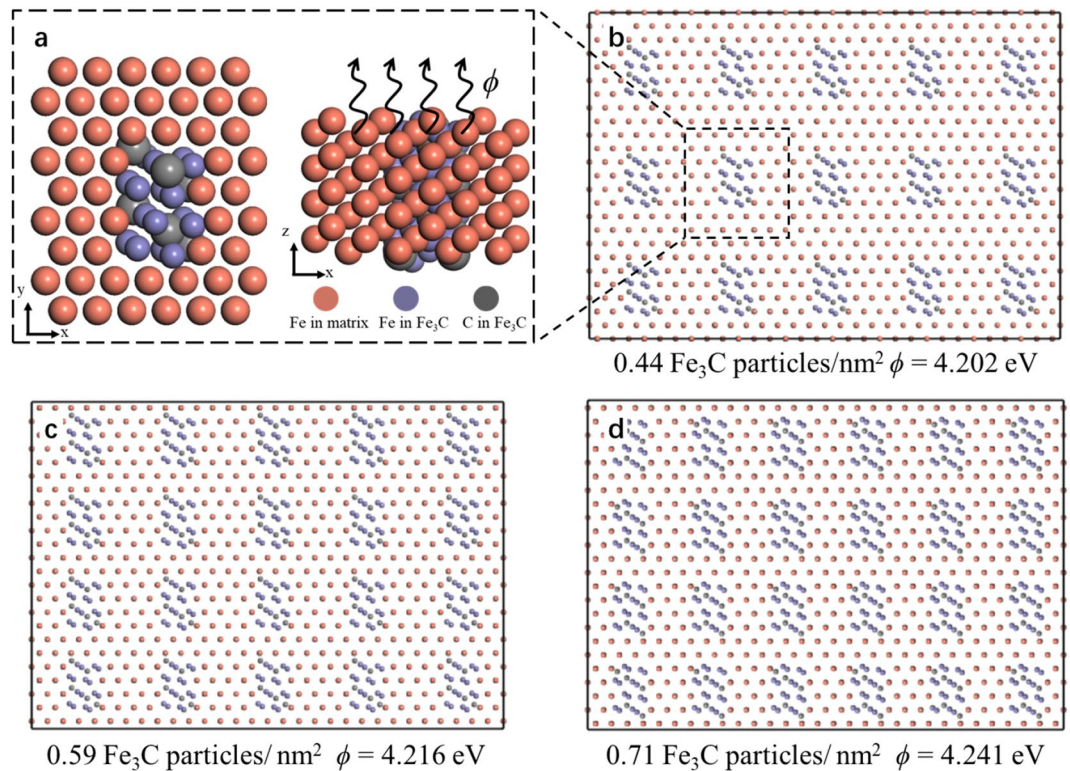 a
b
ϕ
z
x
y
x
Fe in matrix Fe in Fe₃C C in Fe₃C
0.44 Fe₃C particles/nm² ϕ = 4.202 eV
c
d
0.59 Fe₃C particles/ nm² ϕ = 4.216 eV
0.71 Fe₃C particles/nm² ϕ = 4.241 eV